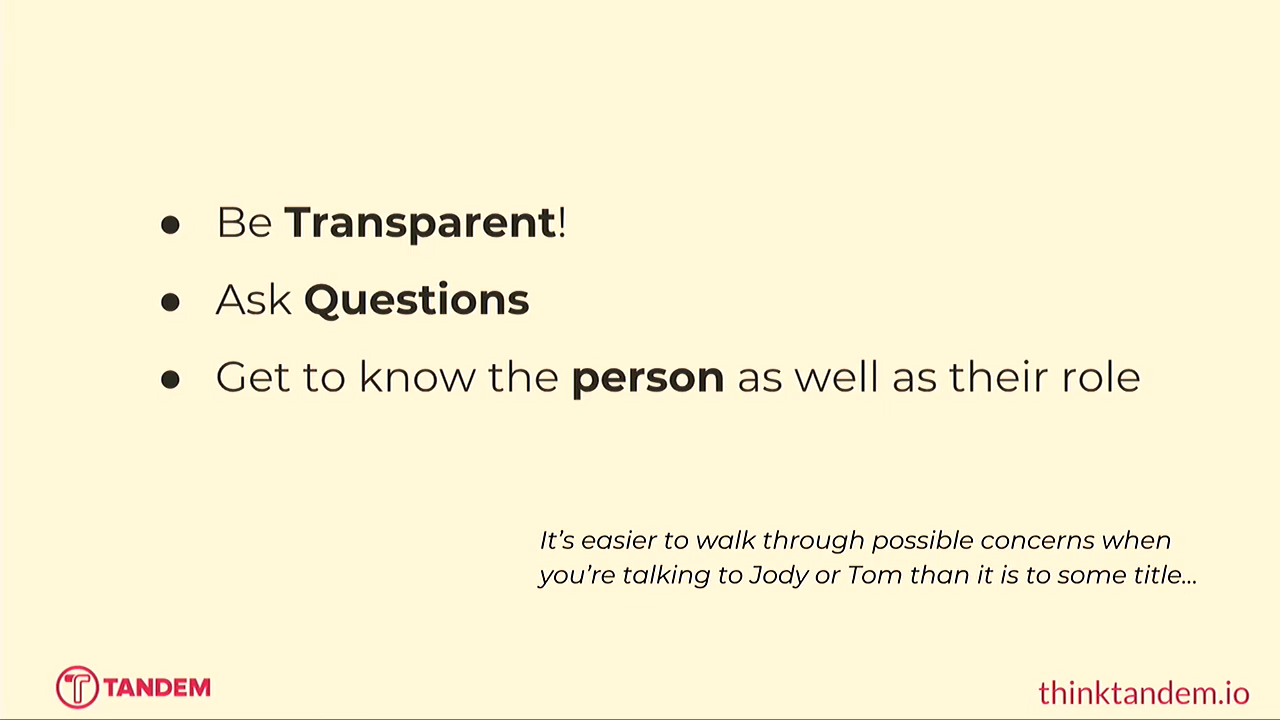 ● Be Transparent!
● Ask Questions
● Get to know the person as well as their role
It’s easier to walk through possible concerns when
you’re talking to Jody or Tom than it is to some title...
TANDEM
thinktandem.io